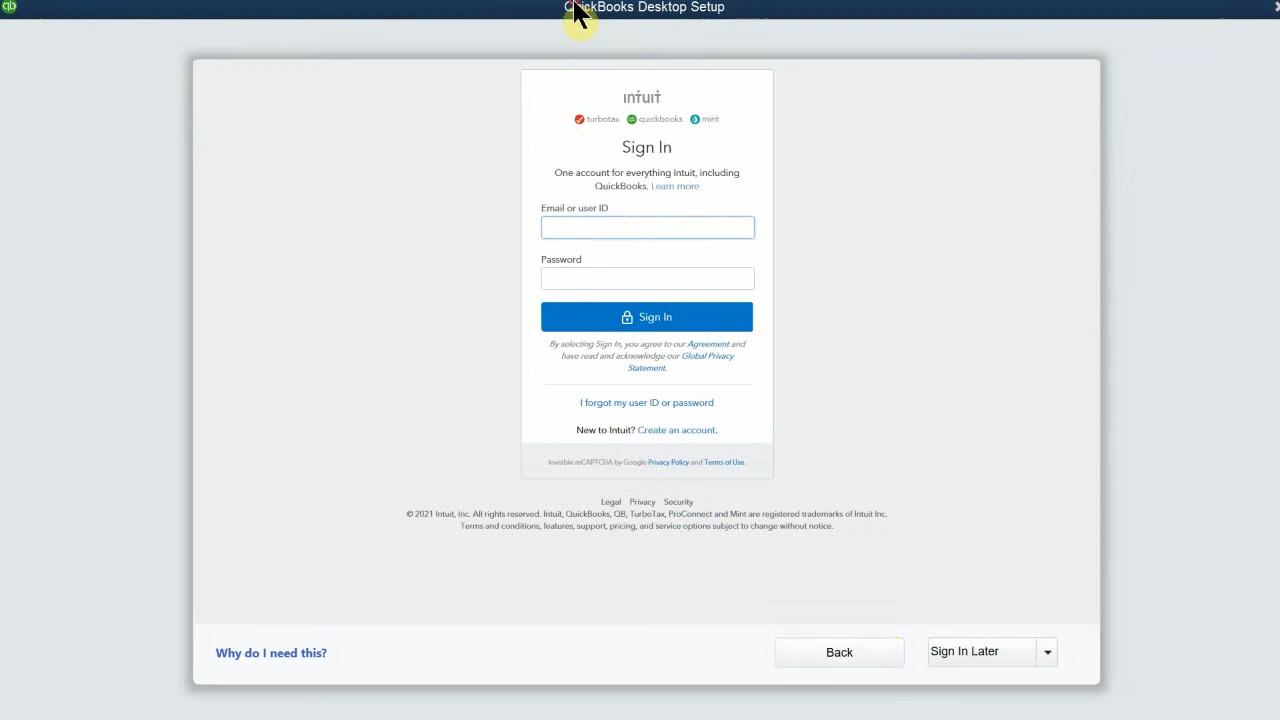 QuickBooks Desktop Setup
ıntuıt
turbotax quickbooks mint
Sign In
One account for everything Intuit, including
QuickBooks. Learn more
Email or user ID
Password
Sign In
By selecting Sign In, you agree to our Agreement and
have read and acknowledge our Global Privacy
Statement.
I forgot my user ID or password
New to Intuit? Create an account.
Invisible reCAPTCHA by Google Privacy Policy and Terms of Use.
Legal Privacy Security
© 2021 Intuit, Inc. All rights reserved. Intuit, QuickBooks, QB, TurboTax, ProConnect and Mint are registered trademarks of Intuit Inc.
Terms and conditions, features, support, pricing, and service options subject to change without notice.
Why do I need this?
Back
Sign In Later